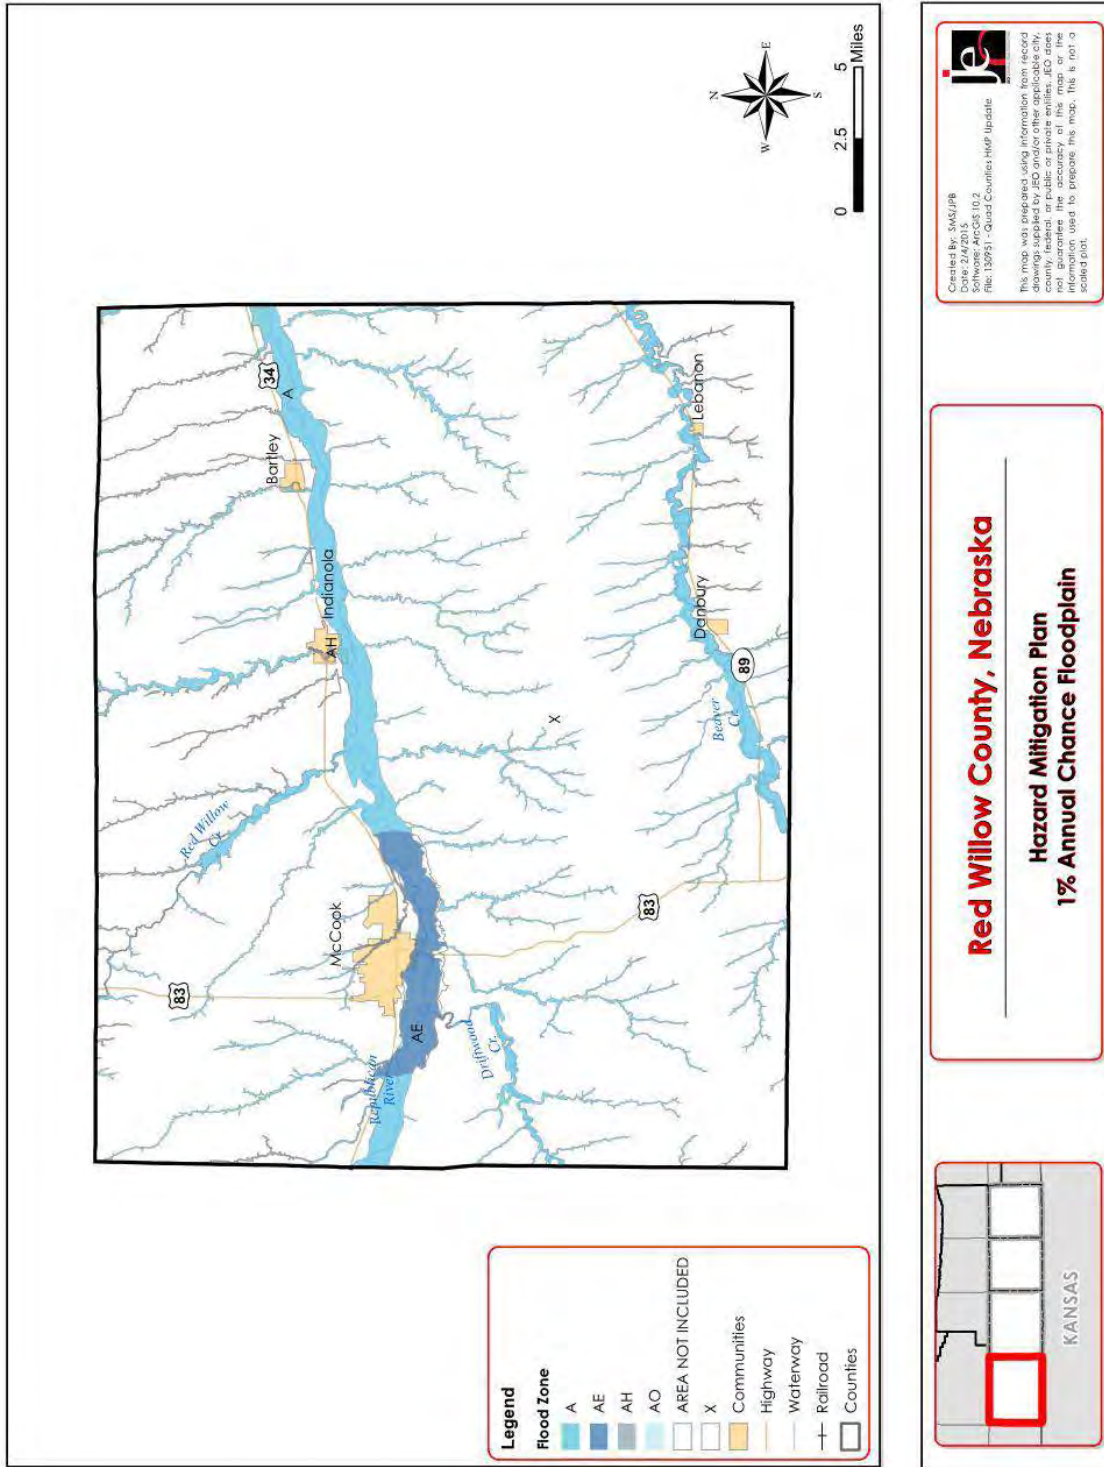 83
34
Bartley
A
Red Willow
Cr.
McCook
Indianola
AH
Republican
River
AE
Driftwood
Cr.
X
83
Lebanon
Danbury
Beaver
Cr.
89
N
W
E
S
0
2.5
5
Miles
Legend
Flood Zone
A
AE
AH
AO
AREA NOT INCLUDED
X
Communities
Highway
Waterway
Railroad
Counties
KANSAS
Red Willow County, Nebraska
Hazard Mitigation Plan
1% Annual Chance Floodplain
Created By: SMS/JPB
Date: 2/4/2015
Software: ArcGIS 10.2
File: 130951 - Quad Counties HMP Update
This map was prepared using information from record
drawings supplied by JEO and/or other applicable city,
county, federal, or public or private entities. JEO does
not guarantee the accuracy of this map or the
information used to prepare this map. This is not a
scaled plat.